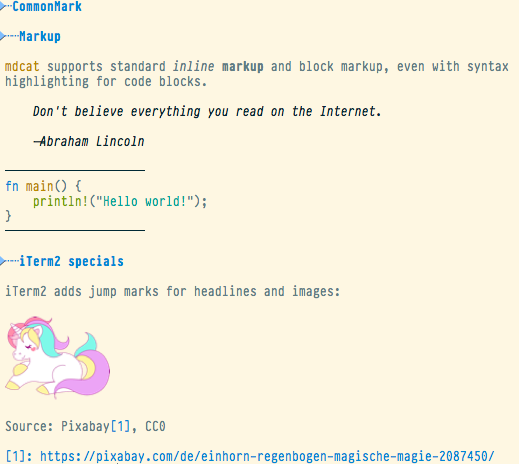 CommonMark
Markup
mdcat supports standard inline markup and block markup, even with syntax
highlighting for code blocks.
Don't believe everything you read on the Internet.
—Abraham Lincoln
fn main() {
println!("Hello world!");
}
iTerm2 specials
iTerm2 adds jump marks for headlines and images:
Source: Pixabay[1], CC0
[1]: https://pixabay.com/de/einhorn-regenbogen-magische-magie-2087450/